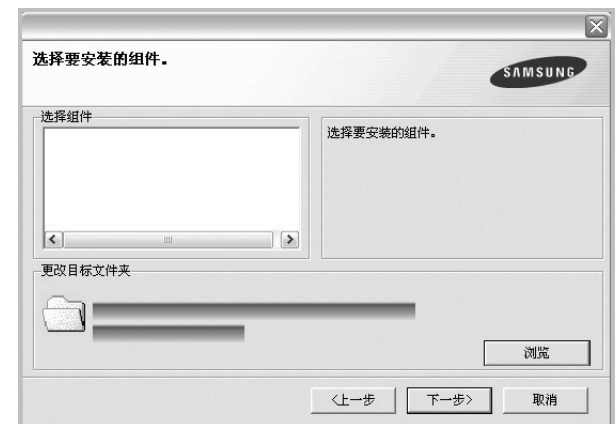 选择要安装的组件。
SAMSUNG
选择组件
选择要安装的组件。
更改目标文件夹
浏览
<上一步
下一步>
取消